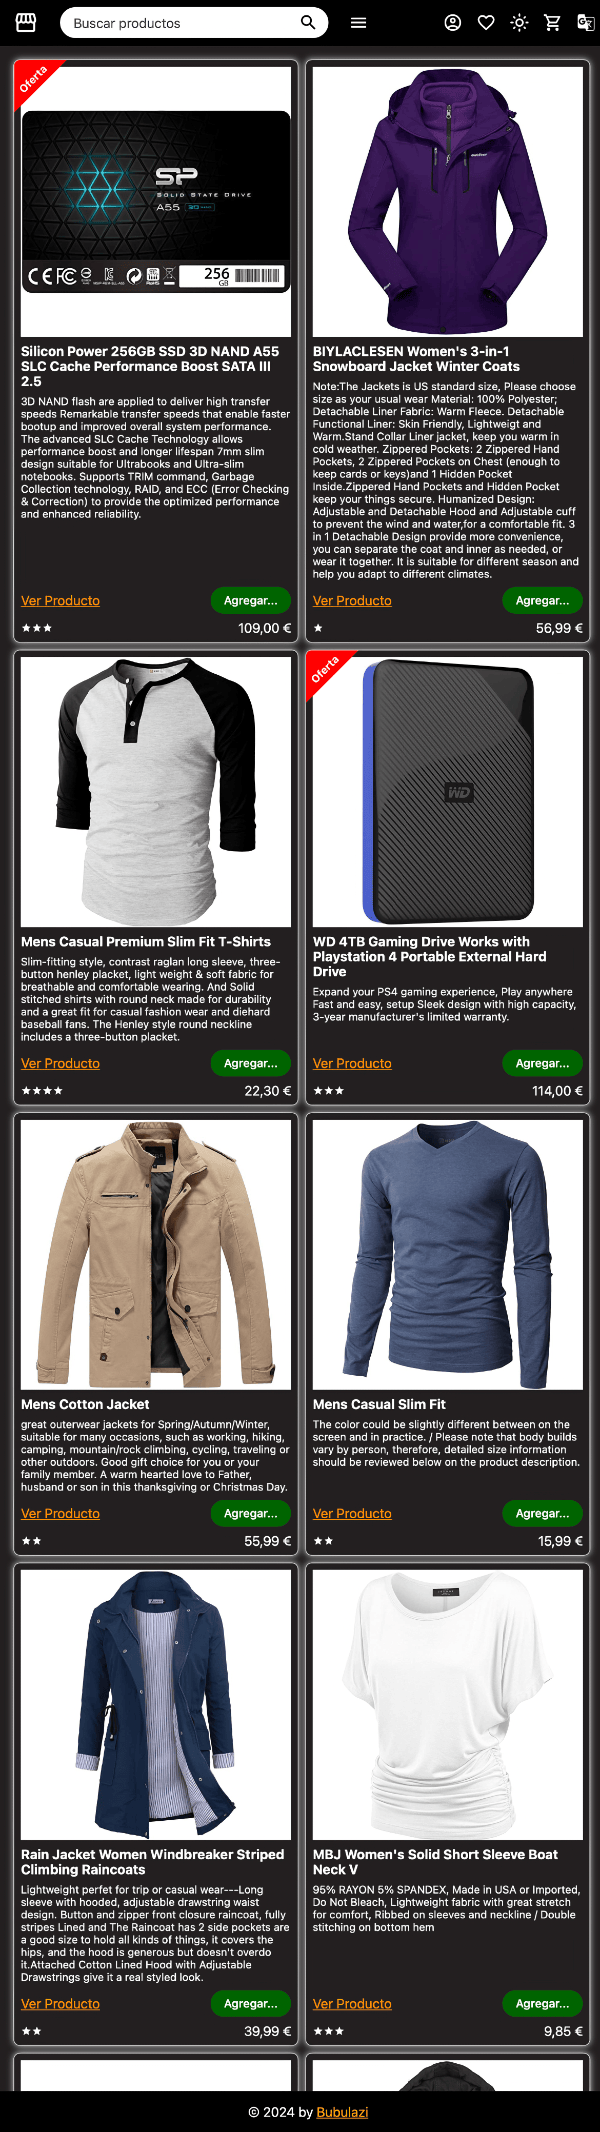 Buscar productos
Oferta
SP
SOLID STATE DRIVE
A55 3D NAND
256
GB
Silicon Power 256GB SSD 3D NAND A55
SLC Cache Performance Boost SATA III
2.5
3D NAND flash are applied to deliver high transfer
speeds Remarkable transfer speeds that enable faster
bootup and improved overall system performance.
The advanced SLC Cache Technology allows
performance boost and longer lifespan 7mm slim
design suitable for Ultrabooks and Ultra-slim
notebooks. Supports TRIM command, Garbage
Collection technology, RAID, and ECC (Error Checking
& Correction) to provide the optimized performance
and enhanced reliability.
Ver Producto
Agregar...
109,00 €
BIYLACLESEN Women's 3-in-1
Snowboard Jacket Winter Coats
Note:The Jackets is US standard size, Please choose
size as your usual wear Material: 100% Polyester;
Detachable Liner Fabric: Warm Fleece. Detachable
Functional Liner: Skin Friendly, Lightweigt and
Warm.Stand Collar Liner jacket, keep you warm in
cold weather. Zippered Pockets: 2 Zippered Hand
Pockets, 2 Zippered Pockets on Chest (enough to
keep cards or keys)and 1 Hidden Pocket
Inside.Zippered Hand Pockets and Hidden Pocket
keep your things secure. Humanized Design:
Adjustable and Detachable Hood and Adjustable cuff
to prevent the wind and water,for a comfortable fit. 3
in 1 Detachable Design provide more convenience,
you can separate the coat and inner as needed, or
wear it together. It is suitable for different season and
help you adapt to different climates.
Ver Producto
Agregar...
56,99 €
Mens Casual Premium Slim Fit T-Shirts
Slim-fitting style, contrast raglan long sleeve, three-
button henley placket, light weight & soft fabric for
breathable and comfortable wearing. And Solid
stitched shirts with round neck made for durability
and a great fit for casual fashion wear and diehard
baseball fans. The Henley style round neckline
includes a three-button placket.
Ver Producto
Agregar...
22,30 €
Oferta
WD
WD 4TB Gaming Drive Works with
Playstation 4 Portable External Hard
Drive
Expand your PS4 gaming experience, Play anywhere
Fast and easy, setup Sleek design with high capacity,
3-year manufacturer's limited warranty.
Ver Producto
Agregar...
114,00 €
Mens Cotton Jacket
great outerwear jackets for Spring/Autumn/Winter,
suitable for many occasions, such as working, hiking,
camping, mountain/rock climbing, cycling, traveling or
other outdoors. Good gift choice for you or your
family member. A warm hearted love to Father,
husband or son in this thanksgiving or Christmas Day.
Ver Producto
Agregar...
55,99 €
Mens Casual Slim Fit
The color could be slightly different between on the
screen and in practice. / Please note that body builds
vary by person, therefore, detailed size information
should be reviewed below on the product description.
Ver Producto
Agregar...
15,99 €
Rain Jacket Women Windbreaker Striped
Climbing Raincoats
Lightweight perfet for trip or casual wear---Long
sleeve with hooded, adjustable drawstring waist
design. Button and zipper front closure raincoat, fully
stripes Lined and The Raincoat has 2 side pockets are
a good size to hold all kinds of things, it covers the
hips, and the hood is generous but doesn't overdo
it.Attached Cotton Lined Hood with Adjustable
Drawstrings give it a real styled look.
Ver Producto
Agregar...
39,99 €
MBJ Women's Solid Short Sleeve Boat
Neck V
95% RAYON 5% SPANDEX, Made in USA or Imported,
Do Not Bleach, Lightweight fabric with great stretch
for comfort, Ribbed on sleeves and neckline / Double
stitching on bottom hem
Ver Producto
Agregar...
9,85 €
© 2024 by Bubulazi